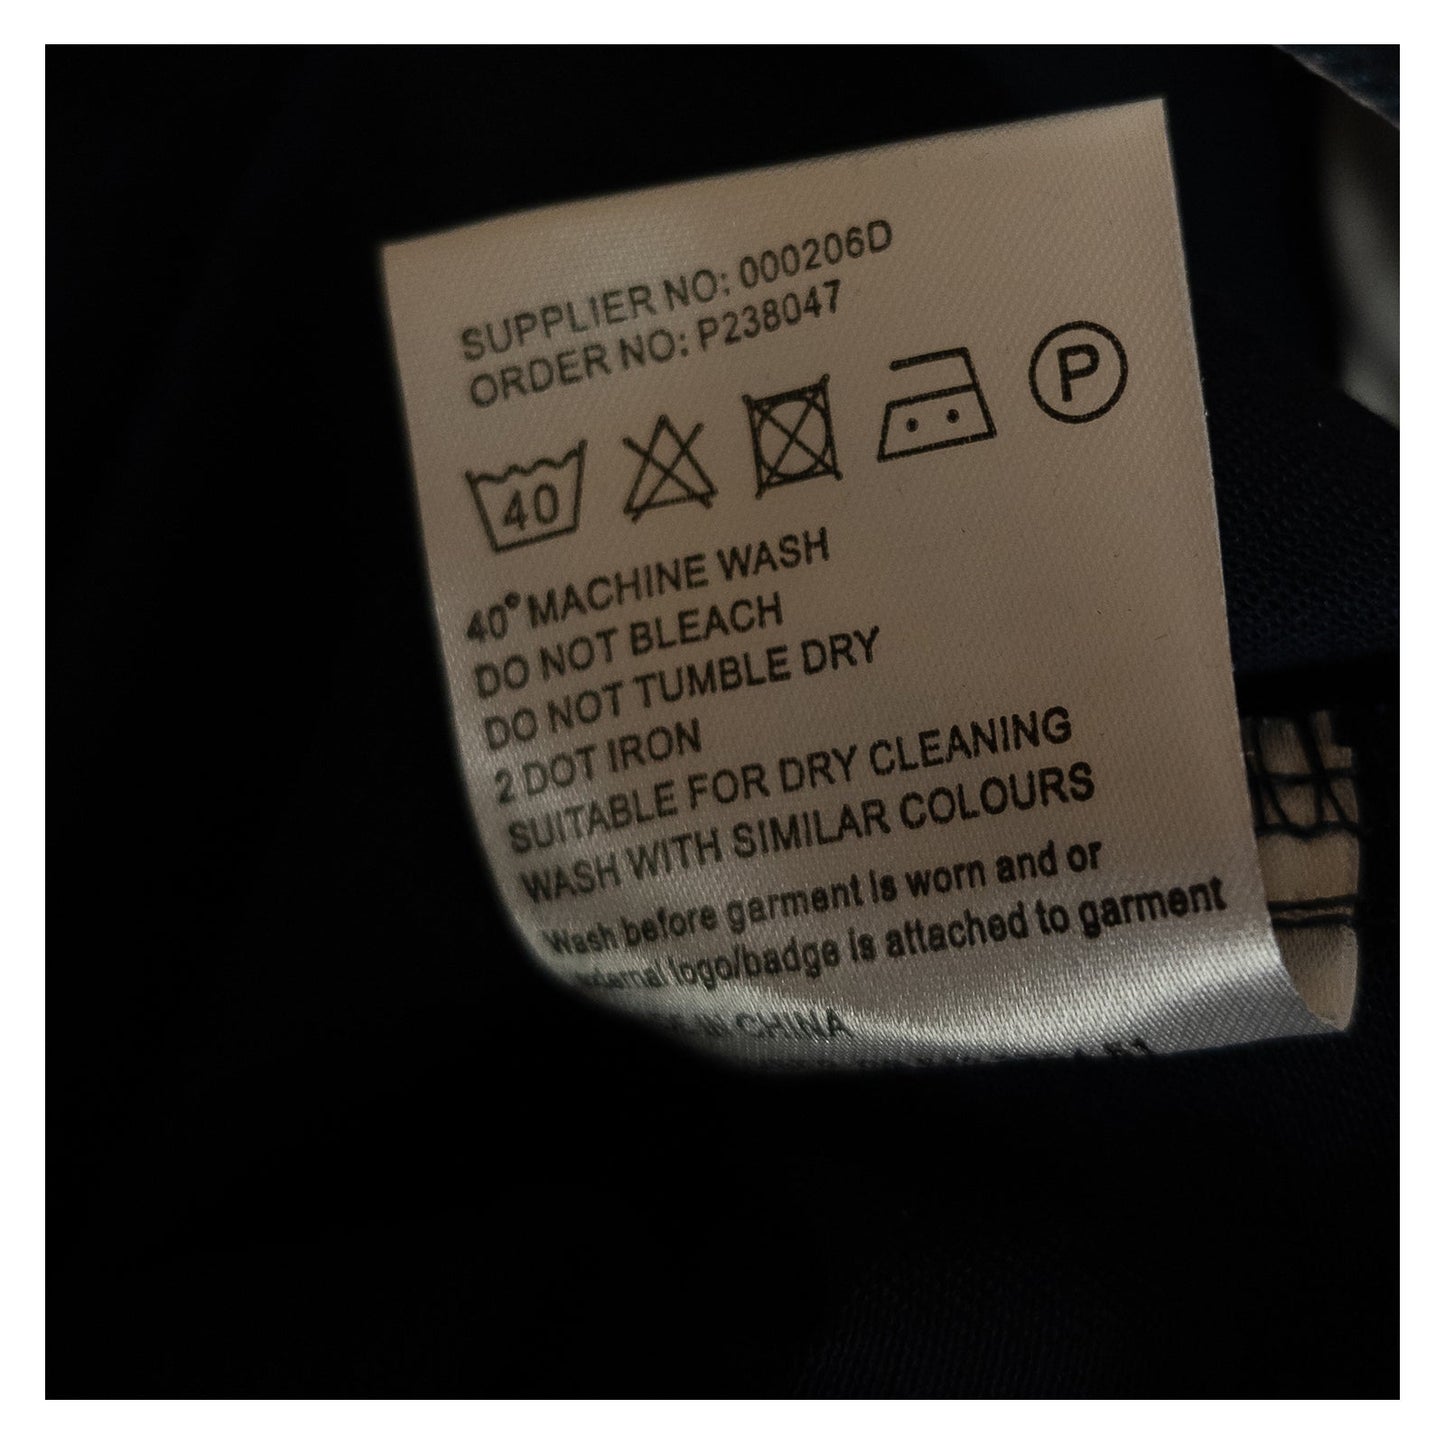 SUPPLIER NO: 000206D
ORDER NO: P238047
40 P
40° MACHINE WASH
DO NOT BLEACH
DO NOT TUMBLE DRY
2 DOT IRON
SUITABLE FOR DRY CLEANING
WASH WITH SIMILAR COLOURS
Wash before garment is worn and or
external logo/badge is attached to garment
IN CHINA